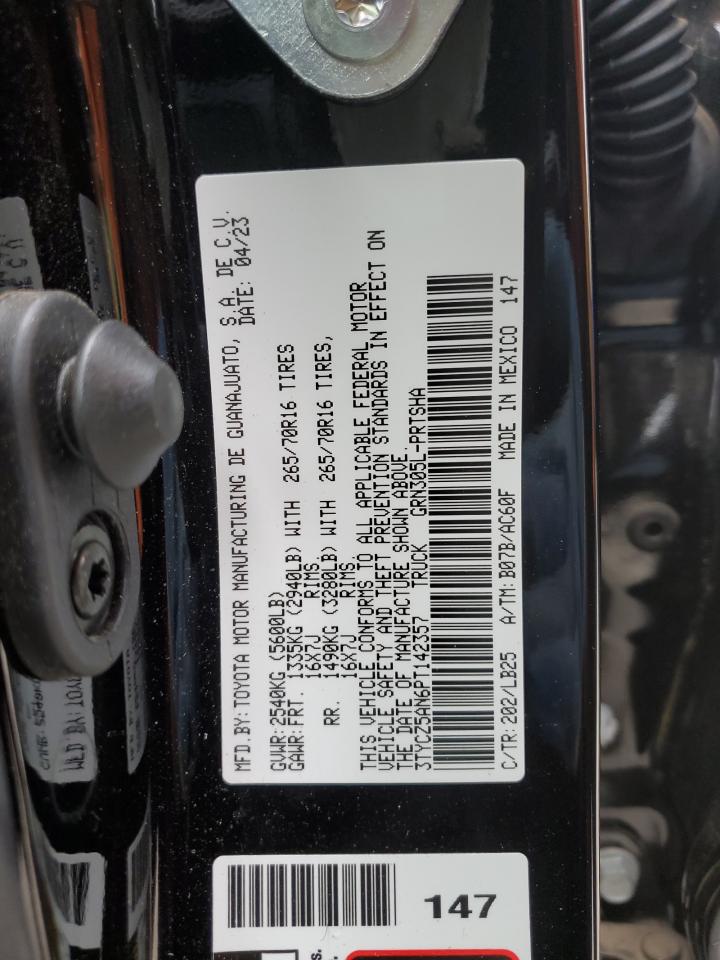 MFD.BY: TOYOTA MOTOR MANUFACTURING DE GUANAJUATO, S.A. DE C.V.
DATE: 04/23
GVWR: 2540KG (5600LB)
GAWR: FRT. 1335KG (2940LB) WITH 265/70R16 TIRES
16X7J RIMS
RR. 1490KG (3280LB) WITH 265/70R16 TIRES,
16X7J RIMS
THIS VEHICLE CONFORMS TO ALL APPLICABLE FEDERAL MOTOR
VEHICLE SAFETY AND THEFT PREVENTION STANDARDS IN EFFECT ON
THE DATE OF MANUFACTURE SHOWN ABOVE.
3TYCZ5AN6PT142357 TRUCK GRN305L-PRTSHA
C/TR: 202/LB25 A/TM: B07B/AC60F MADE IN MEXICO 147
147